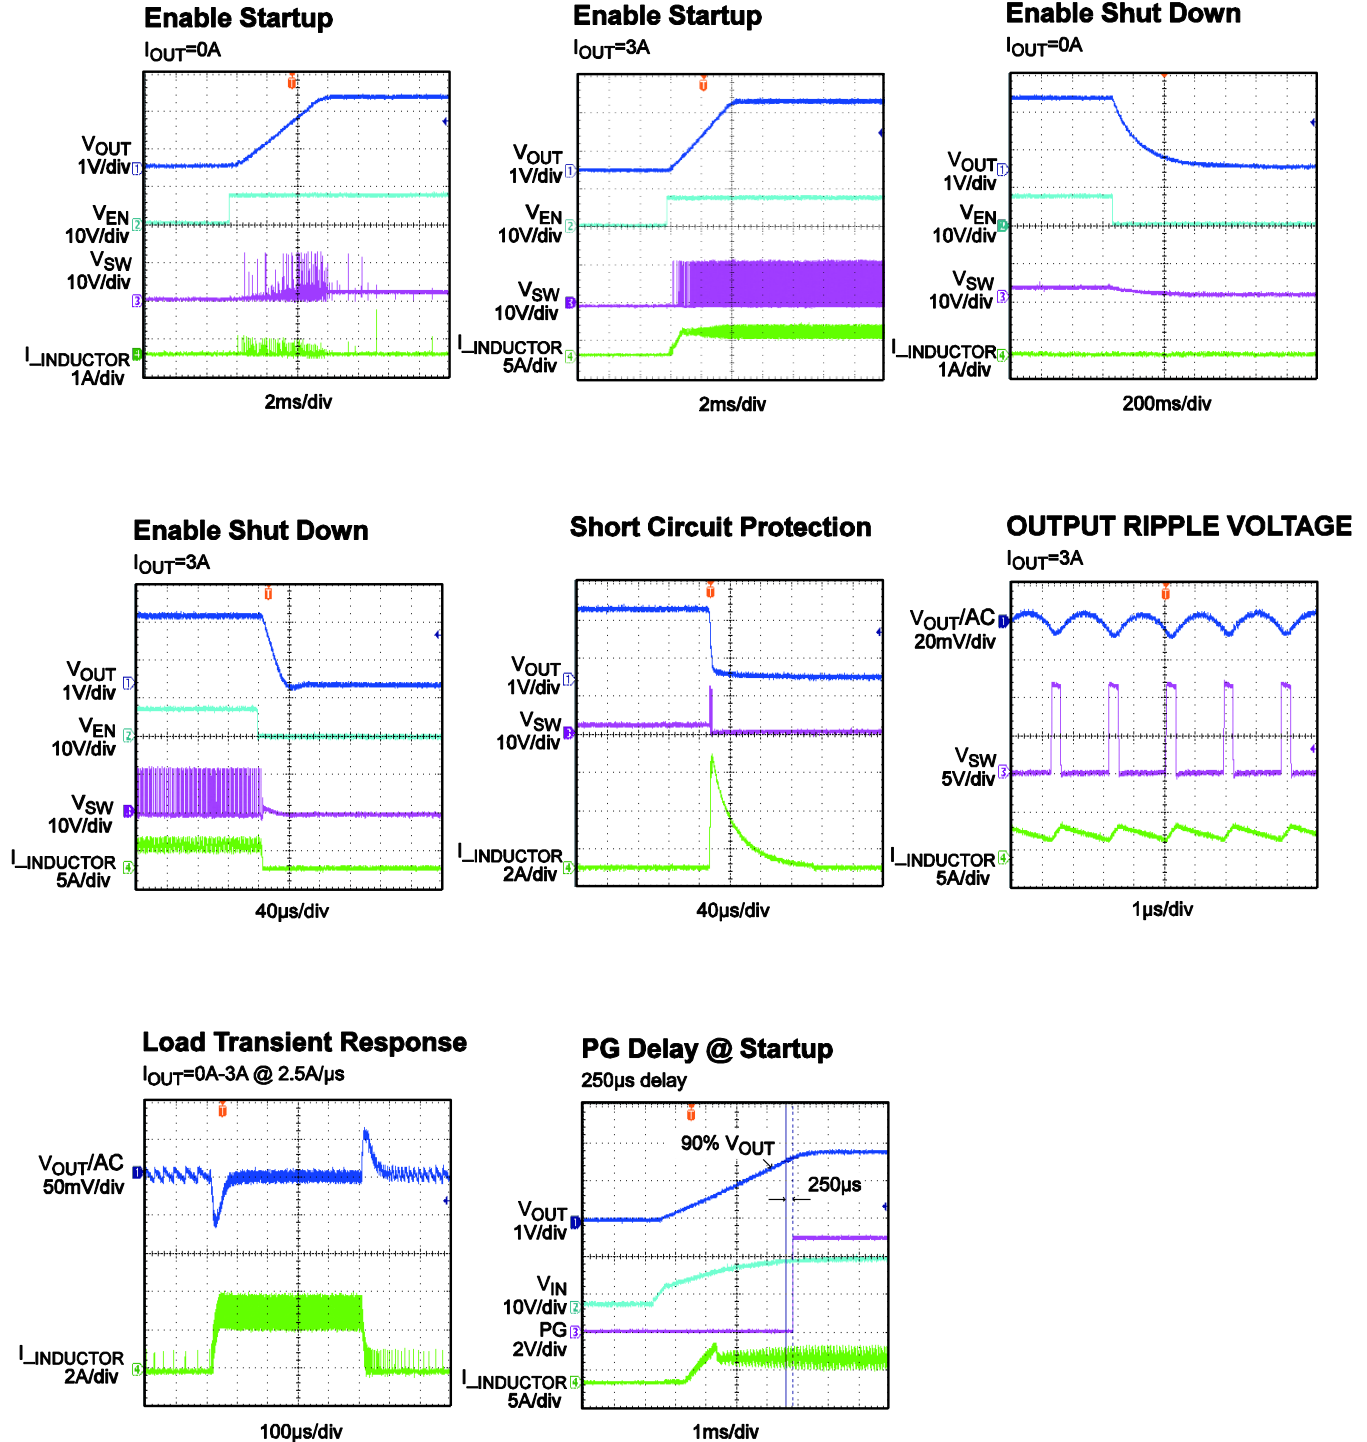 Enable Startup
IOUT=0A
VOUT
1V/div
VEN
10V/div
VSW
10V/div
I_INDUCTOR
1A/div
2ms/div
Enable Startup
IOUT=3A
VOUT
1V/div
VEN
10V/div
VSW
10V/div
I_INDUCTOR
5A/div
2ms/div
Enable Shut Down
IOUT=0A
VOUT
1V/div
VEN
10V/div
VSW
10V/div
I_INDUCTOR
1A/div
200ms/div
Enable Shut Down
IOUT=3A
VOUT
1V/div
VEN
10V/div
VSW
10V/div
I_INDUCTOR
5A/div
40µs/div
Short Circuit Protection
VOUT
1V/div
VSW
10V/div
I_INDUCTOR
2A/div
40µs/div
OUTPUT RIPPLE VOLTAGE
IOUT=3A
VOUT/AC
20mV/div
VSW
5V/div
I_INDUCTOR
5A/div
1µs/div
Load Transient Response
IOUT=0A-3A @ 2.5A/µs
VOUT/AC
50mV/div
I_INDUCTOR
2A/div
100µs/div
PG Delay @ Startup
250µs delay
90% VOUT
250µs
VOUT
1V/div
VIN
10V/div
PG
2V/div
I_INDUCTOR
5A/div
1ms/div